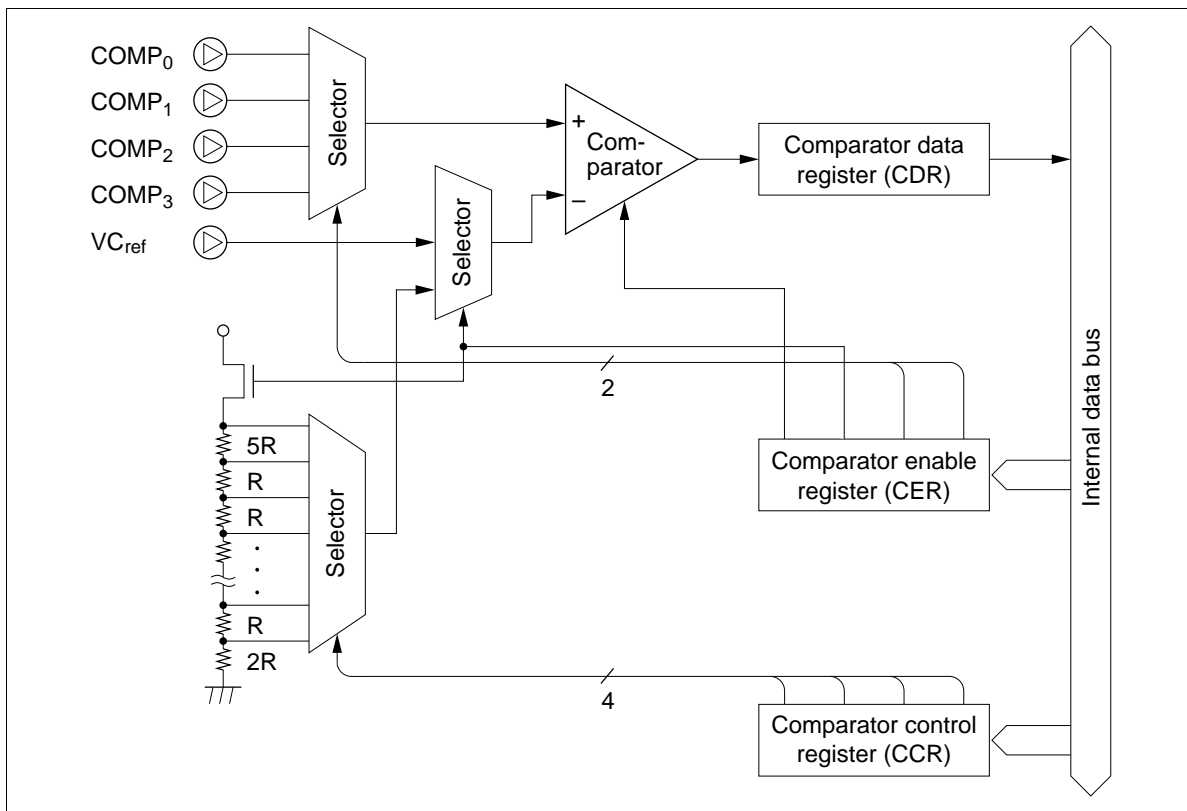 COMP0
COMP1
COMP2
COMP3
VCref
Selector
Selector
+
Com-
parator
−
Comparator data
register (CDR)
2
5R
R
R
R
2R
Selector
Comparator enable
register (CER)
4
Comparator control
register (CCR)
Internal data bus